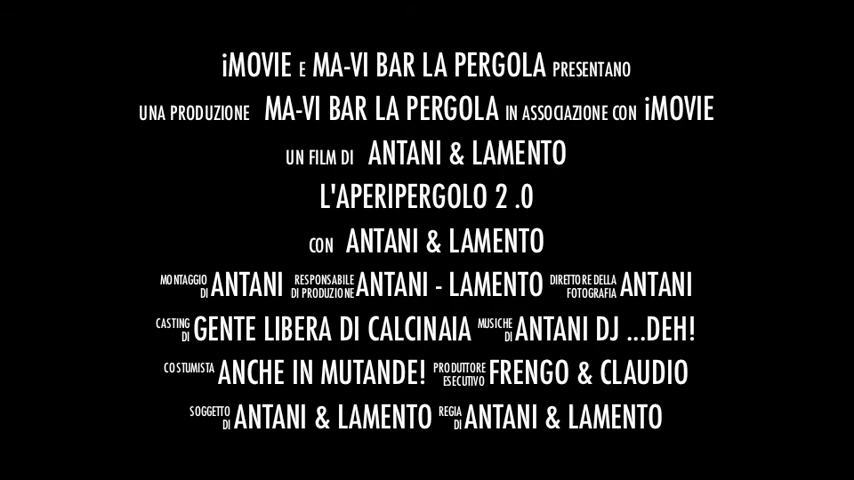 iMOVIE E MA-VI BAR LA PERGOLA PRESENTANO
UNA PRODUZIONE MA-VI BAR LA PERGOLA IN ASSOCIAZIONE CON iMOVIE
UN FILM DI ANTANI & LAMENTO
L'APERIPERGOLO 2 .0
CON ANTANI & LAMENTO
MONTAGGIO DI ANTANI RESPONSABILE DI PRODUZIONE ANTANI - LAMENTO DIRETTORE DELLA FOTOGRAFIA ANTANI
CASTING DI GENTE LIBERA DI CALCINAIA MUSICHE DI ANTANI DJ ...DEH!
COSTUMISTA ANCHE IN MUTANDE! PRODUTTORE ESECUTIVO FRENGO & CLAUDIO
SOGGETTO DI ANTANI & LAMENTO REGIA DI ANTANI & LAMENTO